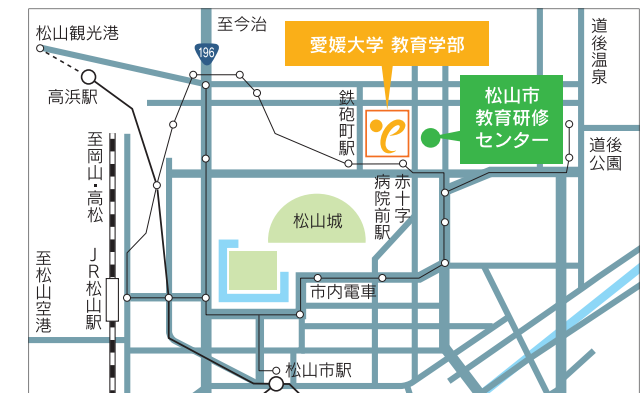 松山観光港
至今治
196
愛媛大学 教育学部
道後温泉
高浜駅
鉄砲町駅
松山市
教育研修
センター
至岡山・高松
道後
公園
赤十字
病院前駅
松山城
至松山空港
JR松山駅
市内電車
松山市駅